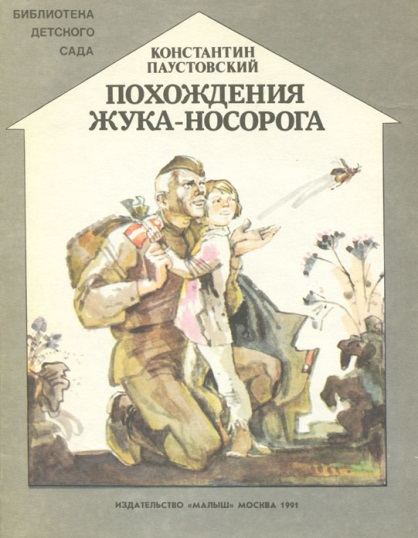 БИБЛИОТЕКА
ДЕТСКОГО
САДА
КОНСТАНТИН
ПАУСТОВСКИЙ
ПОХОЖДЕНИЯ
ЖУКА-НОСОРОГА
ИЗДАТЕЛЬСТВО «МАЛЫШ» МОСКВА 1991